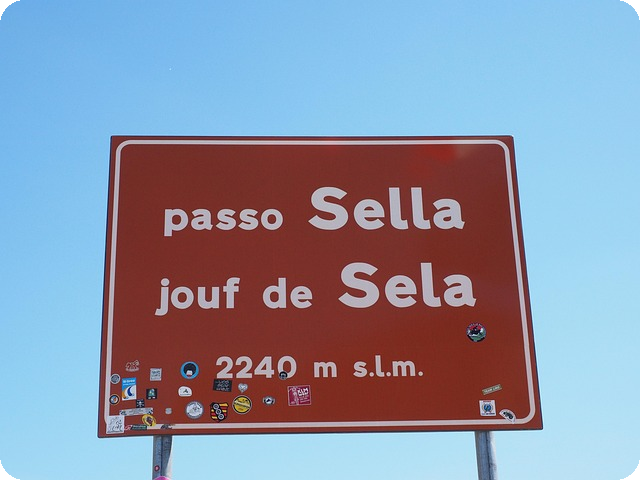 passo Sella
jouf de Sela
2240 m s.l.m.